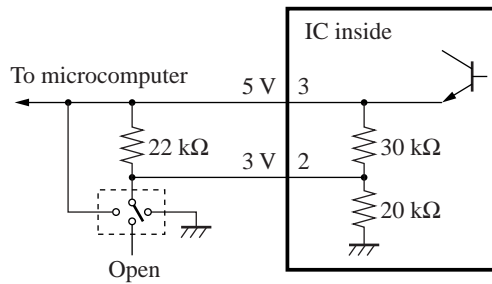 IC inside
To microcomputer
5 V 3
22 kΩ
30 kΩ
3 V 2
20 kΩ
Open